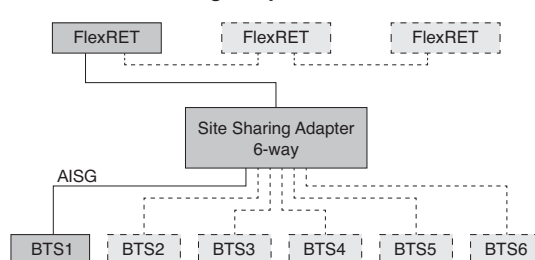 FlexRET FlexRET FlexRET
Site Sharing Adapter
6-way
AISG
BTS1 BTS2 BTS3 BTS4 BTS5 BTS6